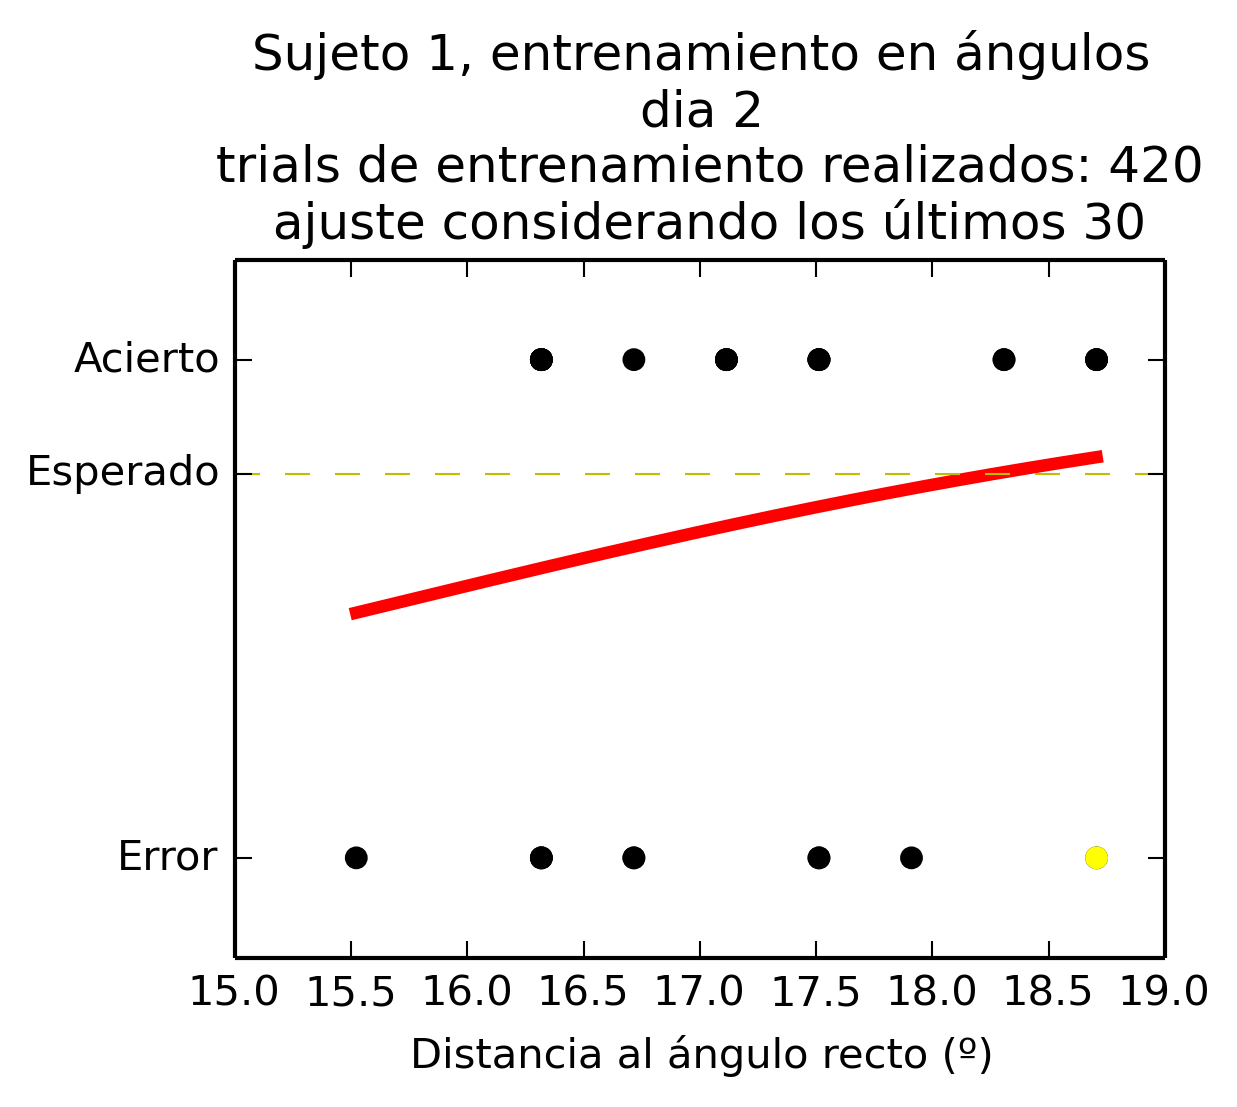 Sujeto 1, entrenamiento en ángulos
dia 2
trials de entrenamiento realizados: 420
ajuste considerando los últimos 30
Acierto
Esperado
Error
15.0 15.5 16.0 16.5 17.0 17.5 18.0 18.5 19.0
Distancia al ángulo recto (º)